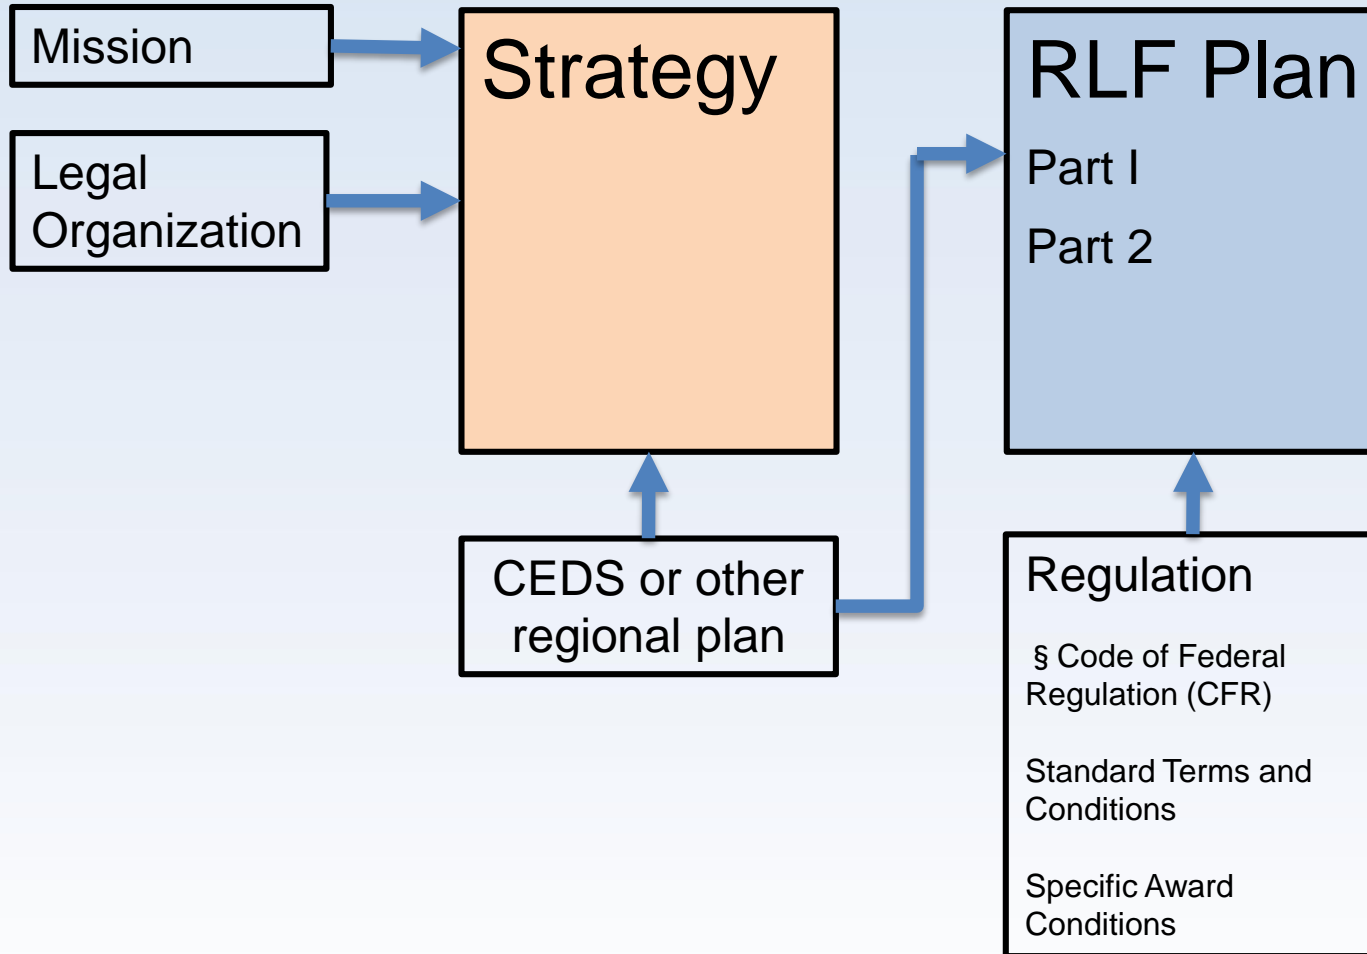 Mission
Legal
Organization
Strategy
CEDS or other
regional plan
RLF Plan
Part I
Part 2
Regulation
§ Code of Federal
Regulation (CFR)
Standard Terms and
Conditions
Specific Award
Conditions